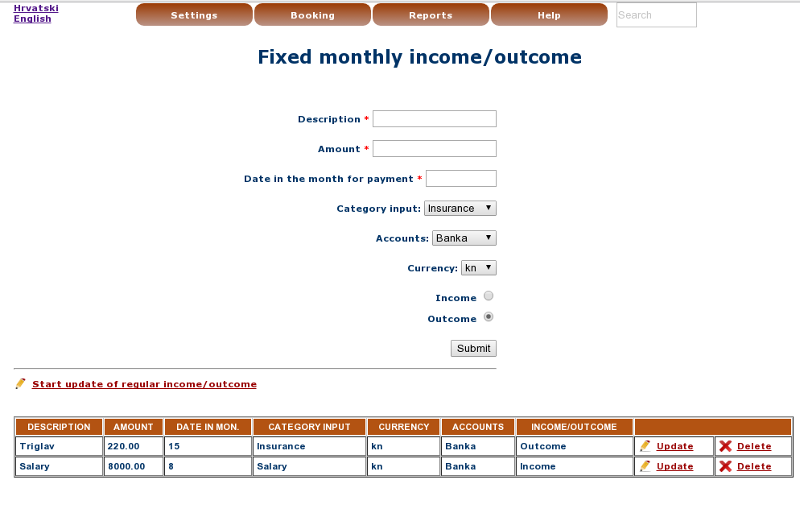 Hrvatski
English
Settings Booking Reports Help Search
Fixed monthly income/outcome
Description *
Amount *
Date in the month for payment *
Category input: Insurance
Accounts: Banka
Currency: kn
Income
Outcome
Submit
Start update of regular income/outcome
DESCRIPTION AMOUNT DATE IN MON. CATEGORY INPUT CURRENCY ACCOUNTS INCOME/OUTCOME
Triglav 220.00 15 Insurance kn Banka Outcome Update Delete
Salary 8000.00 8 Salary kn Banka Income Update Delete